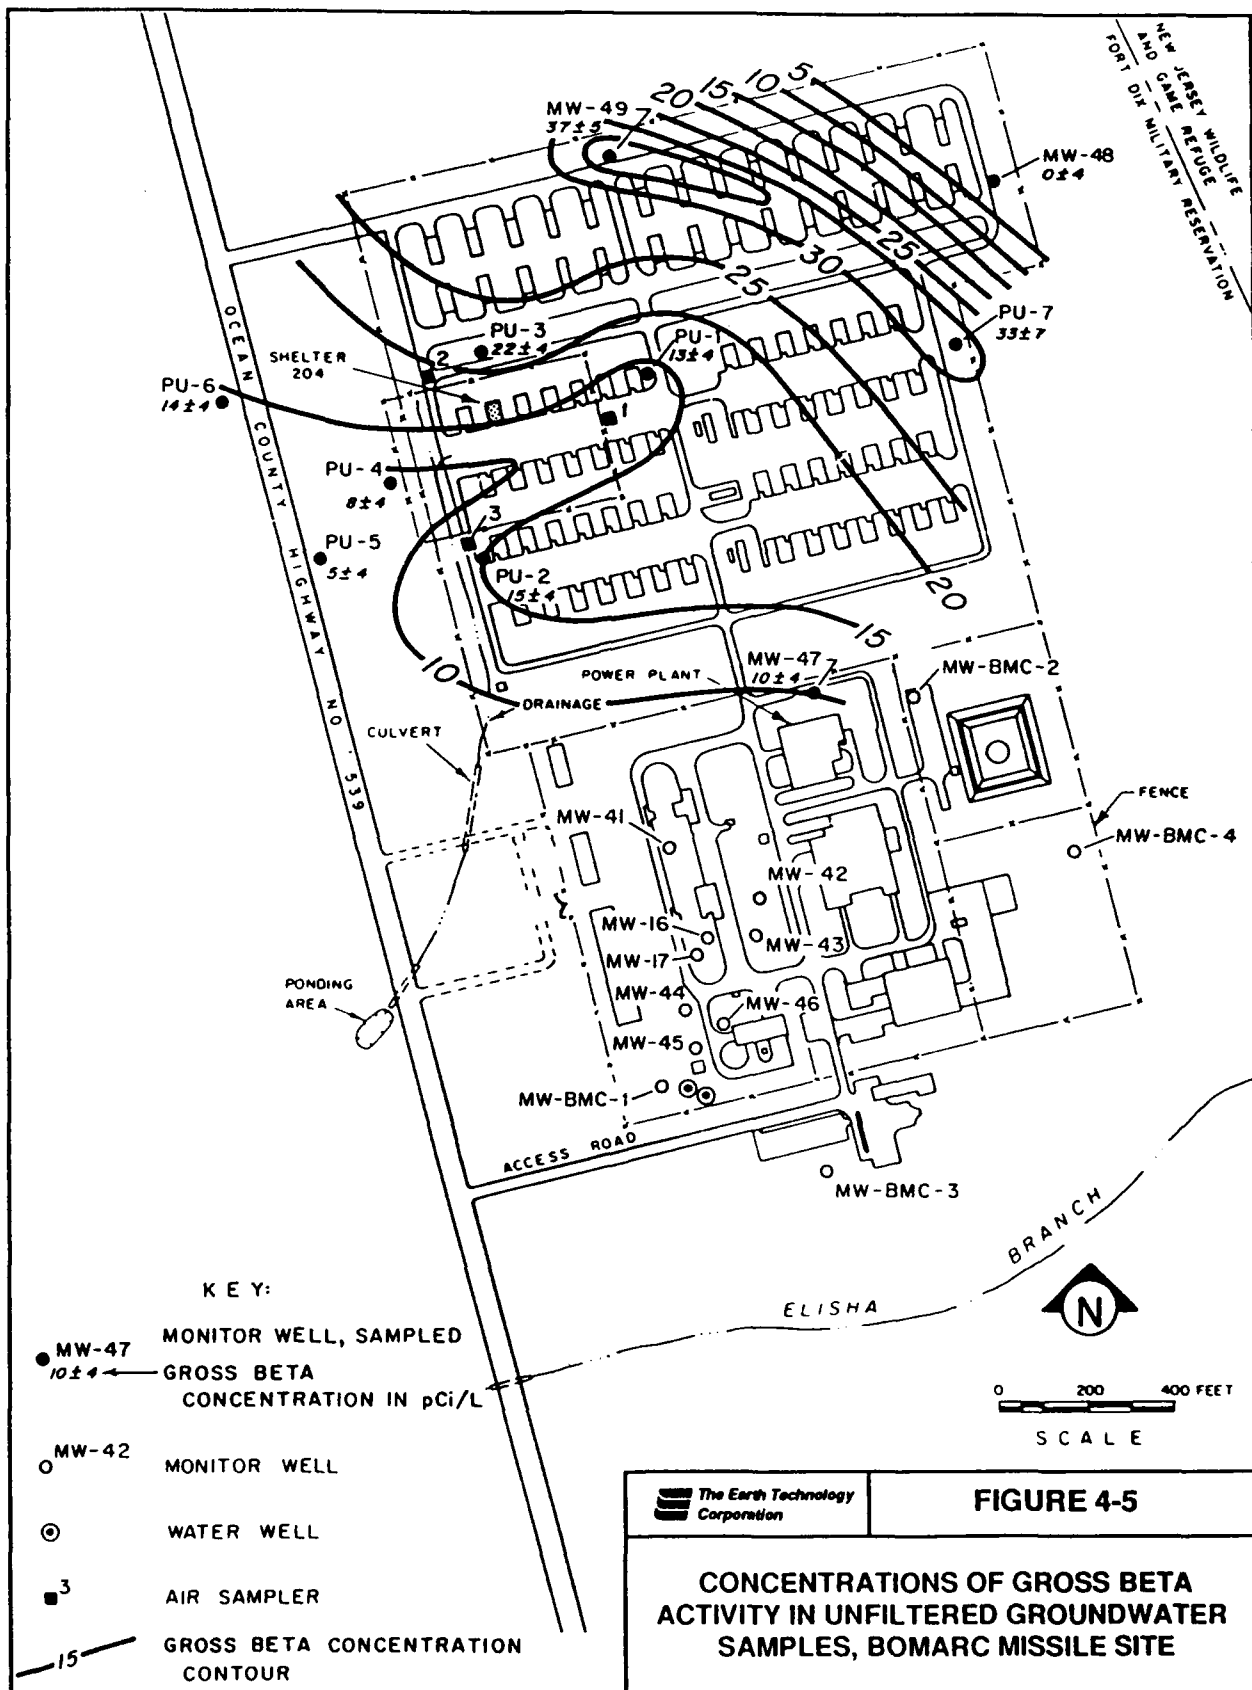 NEW JERSEY WILDLIFE
AND GAME REFUGE
FORT DIX MILITARY RESERVATION
5
10
15
20
MW-49
37±5
MW-48
0±4
25
30
25
PU-7
33±7
OCEAN COUNTY HIGHWAY NO 539
PU-3
22±4
PU-1
13±4
SHELTER
204
2
PU-6
14±4
1
PU-4
8±4
3
PU-5
5±4
PU-2
15±4
20
15
10
MW-47
10±4
POWER PLANT
MW-BMC-2
DRAINAGE
CULVERT
FENCE
MW-41
MW-BMC-4
MW-42
MW-16
MW-43
MW-17
PONDING
AREA
MW-44
MW-46
MW-45
MW-BMC-1
ACCESS ROAD
MW-BMC-3
ELISHA BRANCH
N
0 200 400 FEET
SCALE
KEY:
MW-47 MONITOR WELL, SAMPLED
10±4 GROSS BETA
CONCENTRATION IN pCi/L
MW-42 MONITOR WELL
WATER WELL
3 AIR SAMPLER
15 GROSS BETA CONCENTRATION
CONTOUR
The Earth Technology
Corporation
FIGURE 4-5
CONCENTRATIONS OF GROSS BETA
ACTIVITY IN UNFILTERED GROUNDWATER
SAMPLES, BOMARC MISSILE SITE